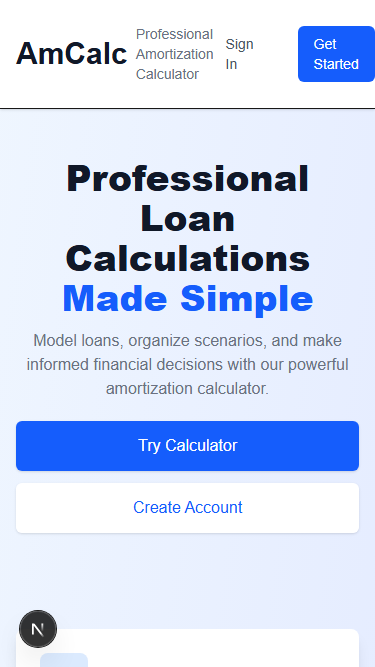 AmCalc
Professional
Amortization
Calculator
Sign
In
Get
Started
Professional
Loan
Calculations
Made Simple
Model loans, organize scenarios, and make
informed financial decisions with our powerful
amortization calculator.
Try Calculator
Create Account
N